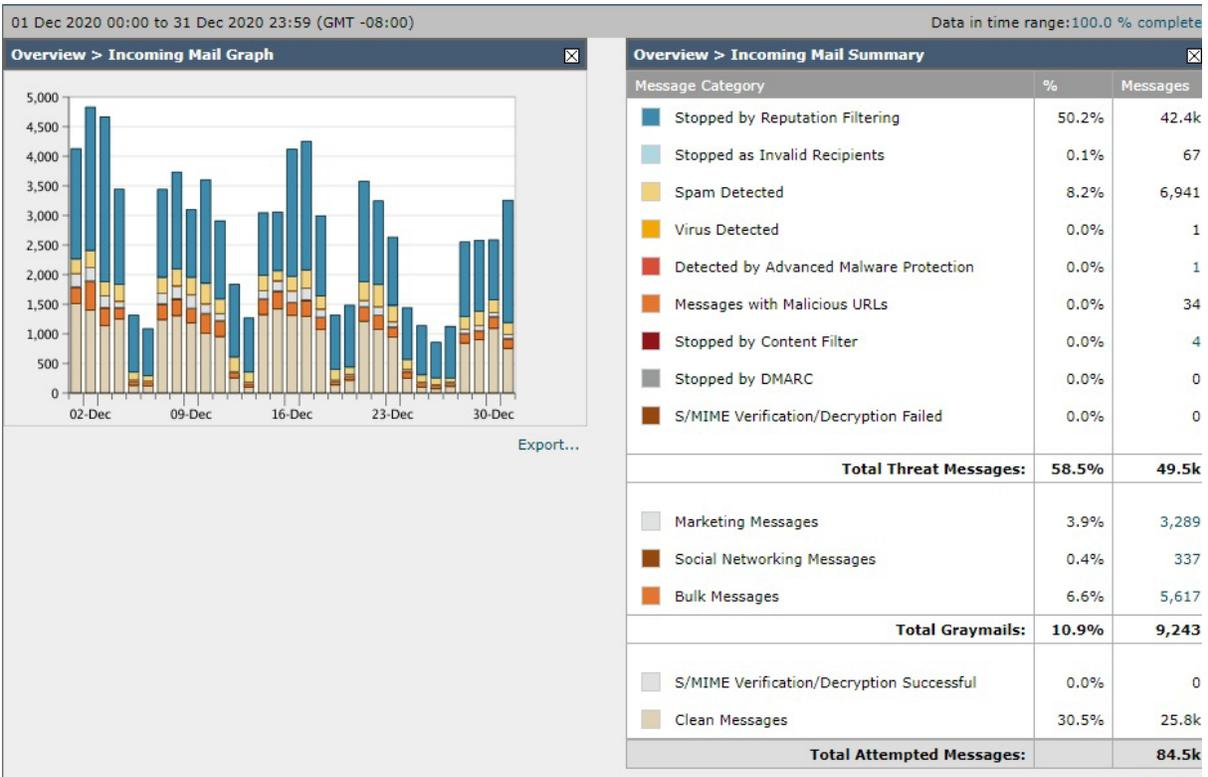 01 Dec 2020 00:00 to 31 Dec 2020 23:59 (GMT -08:00)
Data in time range:100.0 % complete
Overview > Incoming Mail Graph
5,000
4,500
4,000
3,500
3,000
2,500
2,000
1,500
1,000
500
0
02-Dec 09-Dec 16-Dec 23-Dec 30-Dec
Export...
Overview > Incoming Mail Summary
Message Category % Messages
Stopped by Reputation Filtering 50.2% 42.4k
Stopped as Invalid Recipients 0.1% 67
Spam Detected 8.2% 6,941
Virus Detected 0.0% 1
Detected by Advanced Malware Protection 0.0% 1
Messages with Malicious URLs 0.0% 34
Stopped by Content Filter 0.0% 4
Stopped by DMARC 0.0% 0
S/MIME Verification/Decryption Failed 0.0% 0
Total Threat Messages: 58.5% 49.5k
Marketing Messages 3.9% 3,289
Social Networking Messages 0.4% 337
Bulk Messages 6.6% 5,617
Total Graymails: 10.9% 9,243
S/MIME Verification/Decryption Successful 0.0% 0
Clean Messages 30.5% 25.8k
Total Attempted Messages: 84.5k